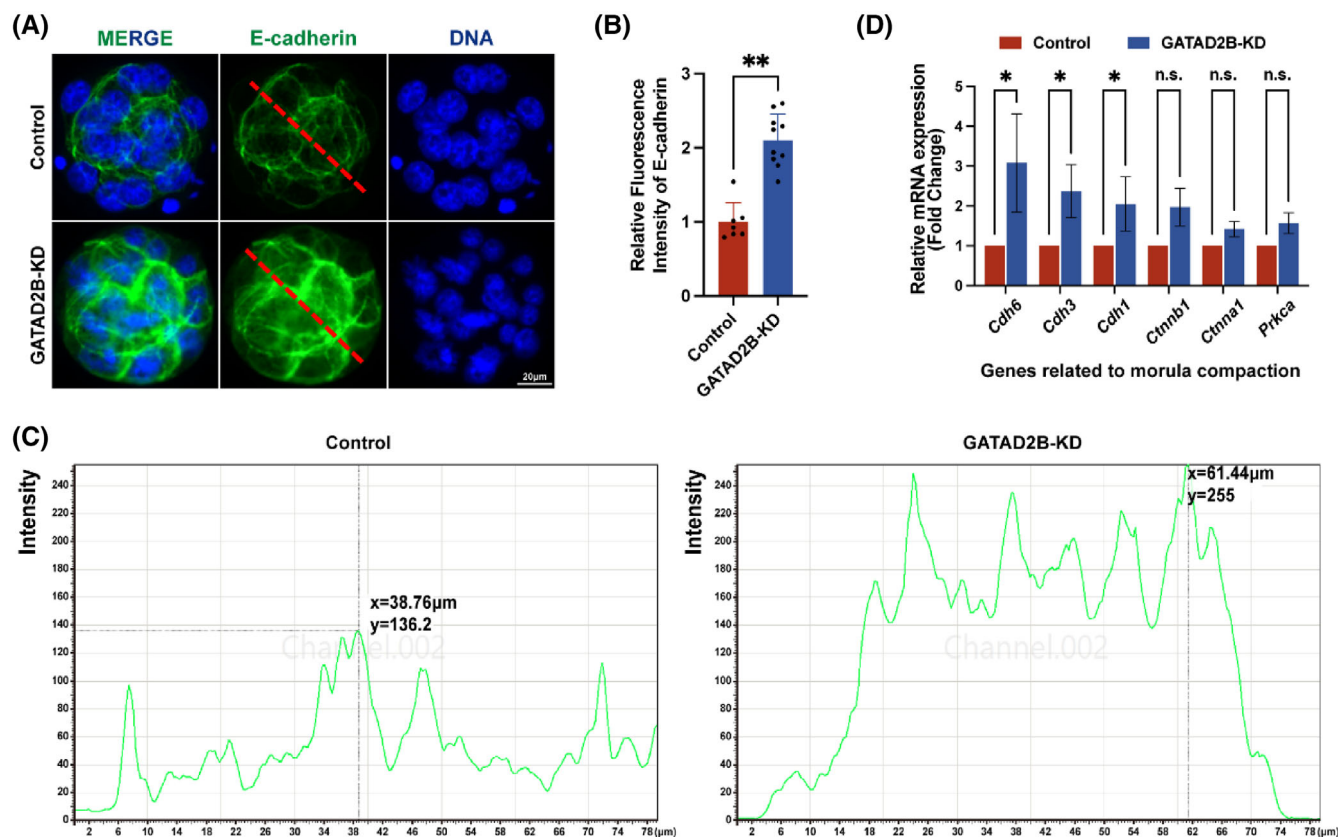 (A)
MERGE
E-cadherin
DNA
Control
GATAD2B-KD
20μm
(B)
Relative Fluorescence
Intensity of E-cadherin
**
3
2
1
0
Control
GATAD2B-KD
(D)
Control
GATAD2B-KD
Relative mRNA expression
(Fold Change)
* * * n.s. n.s. n.s.
5
4
3
2
1
0
Cdh6 Cdh3 Cdh1 Ctnnb1 Ctnna1 Prkca
Genes related to morula compaction
(C)
Control
Intensity
240
220
200
180
160
140
120
100
80
60
40
20
0
x=38.76μm
y=136.2
Channel.002
2 6 10 14 18 22 26 30 34 38 42 46 50 54 58 62 66 70 74 78 (μm)
GATAD2B-KD
Intensity
240
220
200
180
160
140
120
100
80
60
40
20
0
x=61.44μm
y=255
Channel.002
2 6 10 14 18 22 26 30 34 38 42 46 50 54 58 62 66 70 74 78(μm)